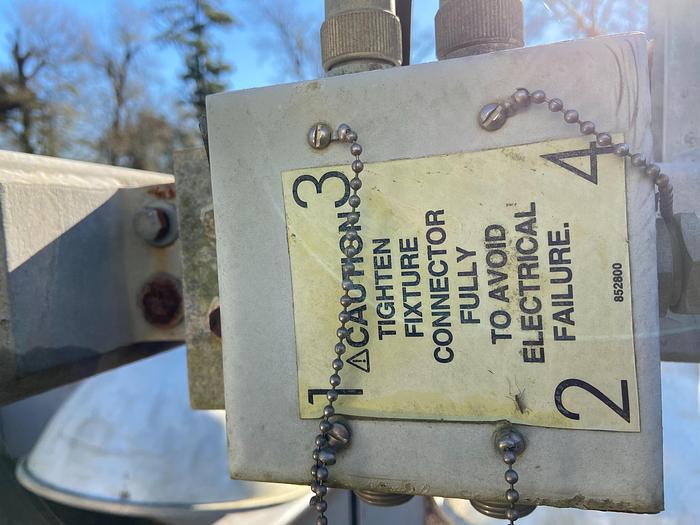 1 3
⚠CAUTION
TIGHTEN
FIXTURE
CONNECTOR
FULLY
TO AVOID
ELECTRICAL
FAILURE.
2 4
852800